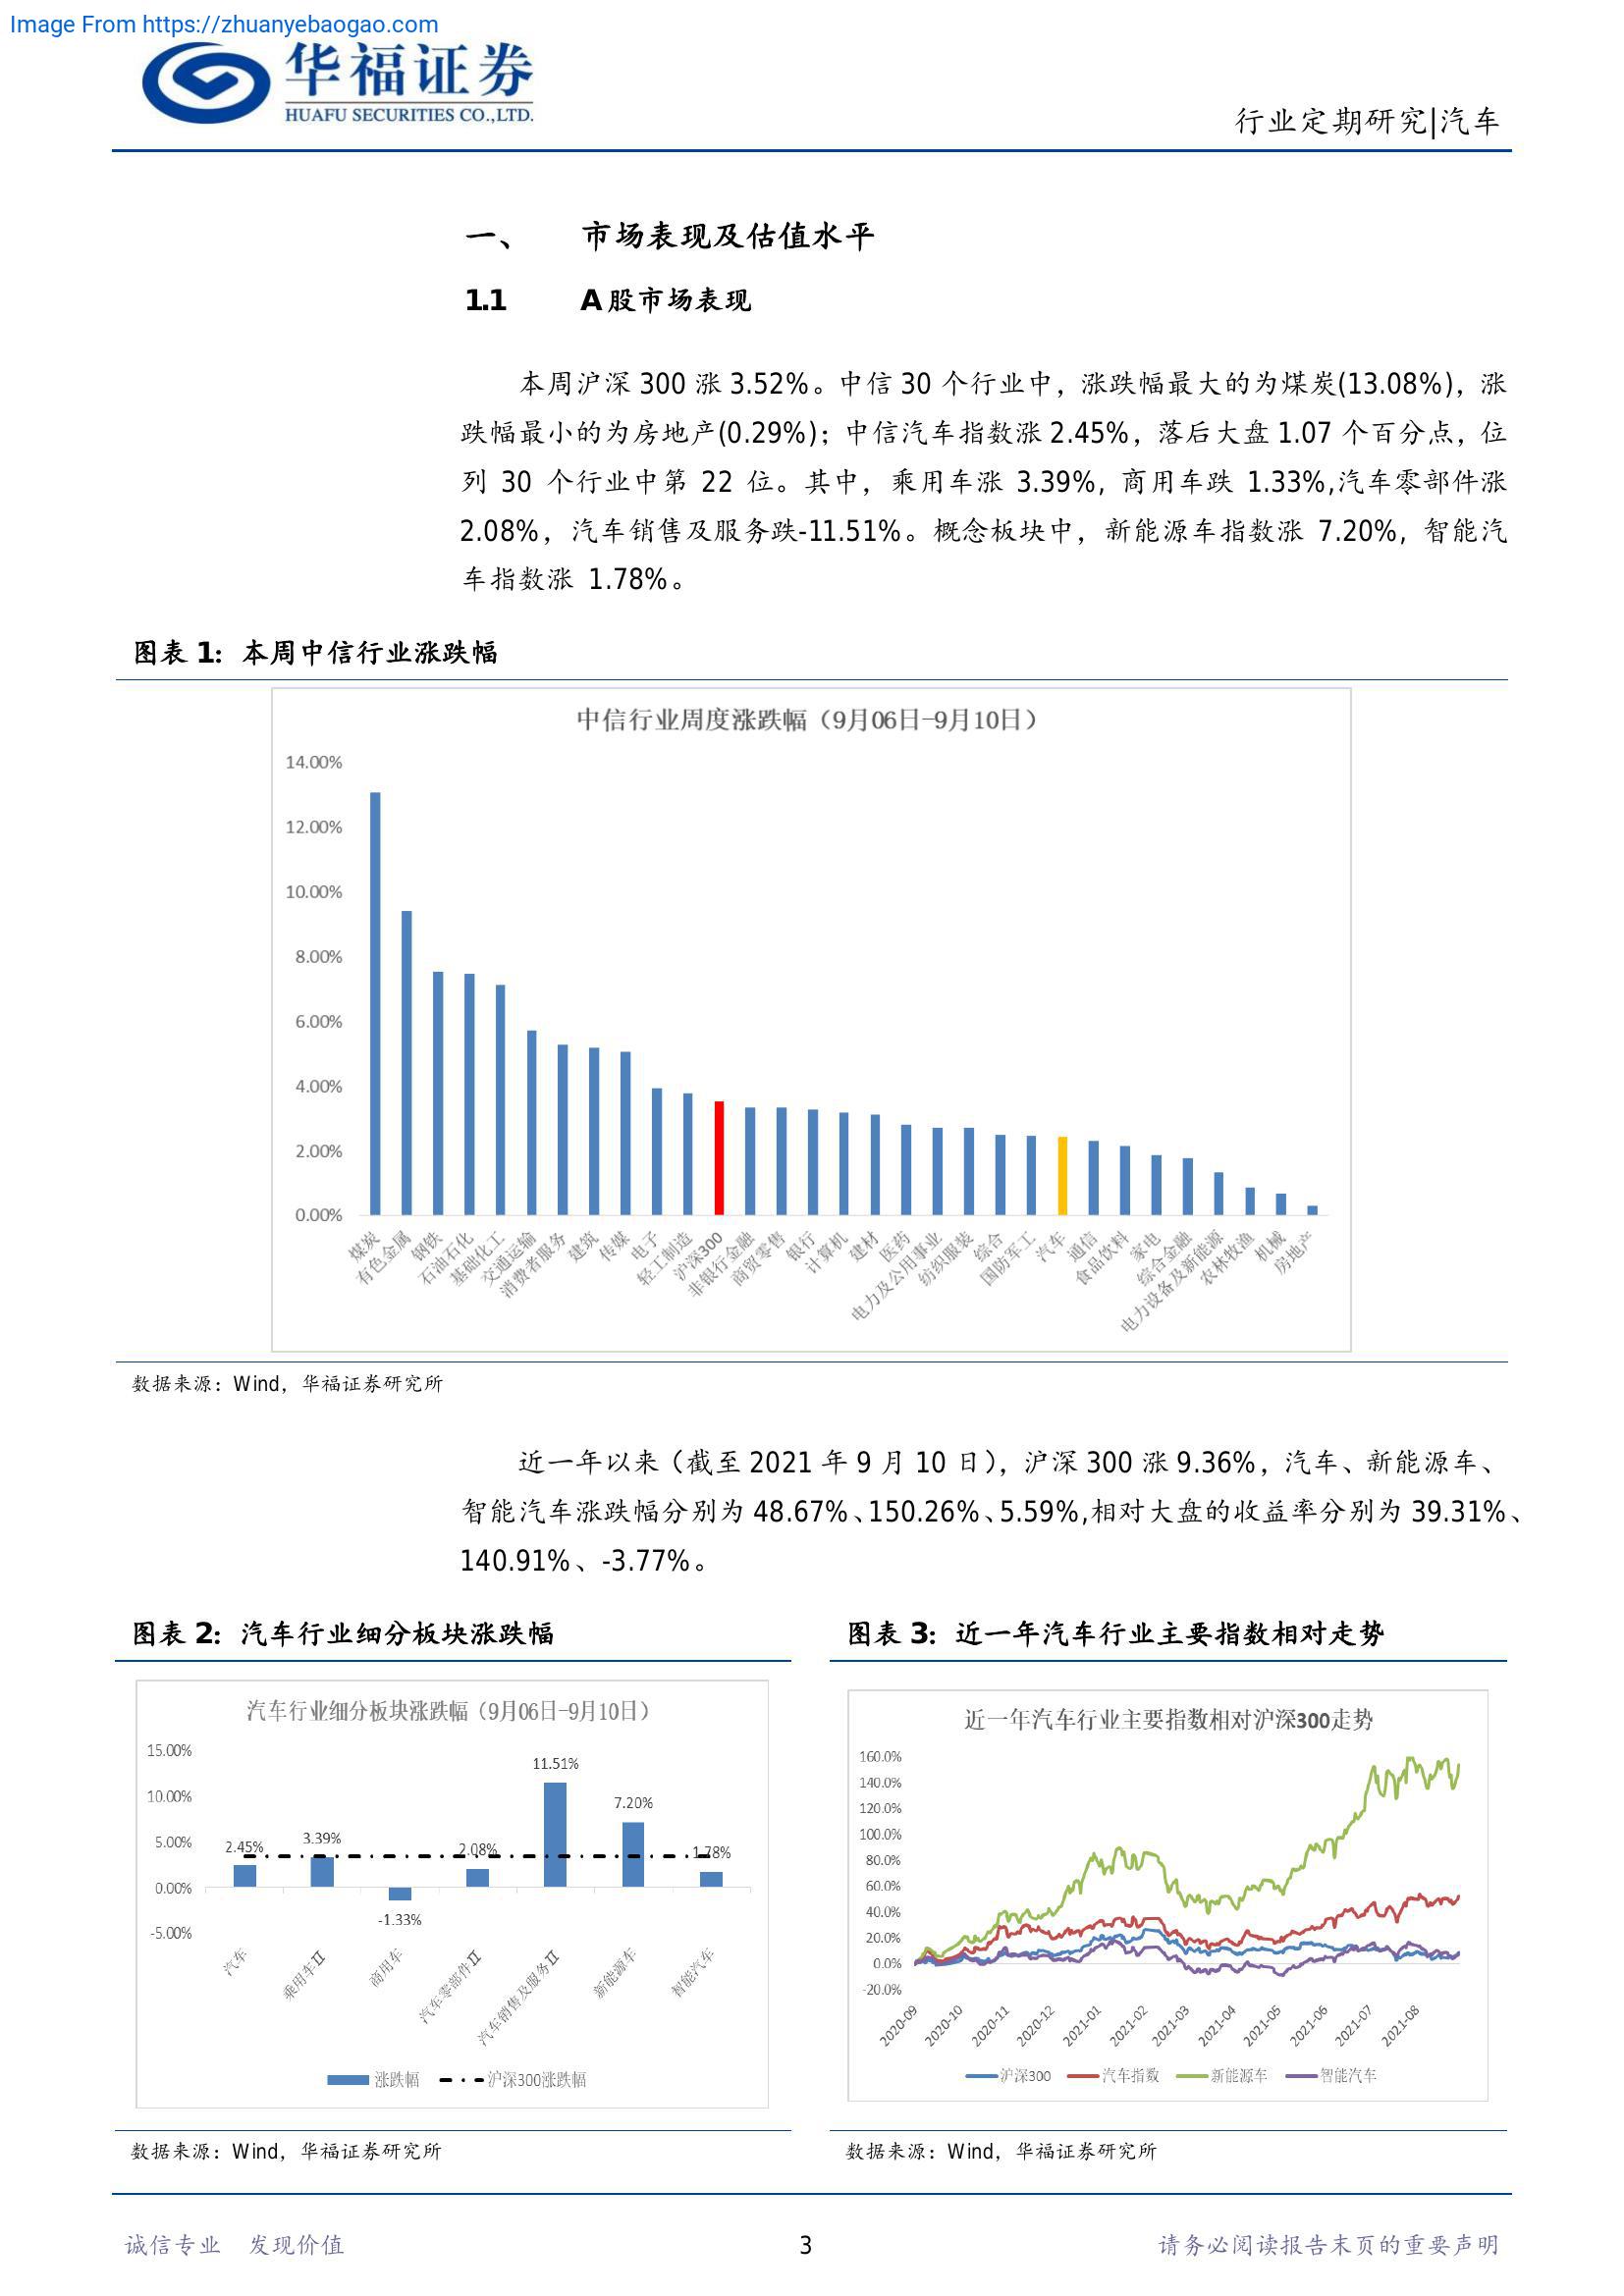 Image From https://zhuanyebaogao.com
华福证券
HUAFU SECURITIES CO.,LTD.
行业定期研究|汽车
一、 市场表现及估值水平
1.1 A股市场表现
本周沪深 300 涨 3.52%。中信 30 个行业中，涨跌幅最大的为煤炭(13.08%)，涨
跌幅最小的为房地产(0.29%)；中信汽车指数涨 2.45%，落后大盘 1.07 个百分点，位
列 30 个行业中第 22 位。其中，乘用车涨 3.39%, 商用车跌 1.33%,汽车零部件涨
2.08%，汽车销售及服务跌-11.51%。概念板块中，新能源车指数涨 7.20%, 智能汽
车指数涨 1.78%。
图表 1：本周中信行业涨跌幅
中信行业周度涨跌幅（9月06日-9月10日）
14.00%
12.00%
10.00%
8.00%
6.00%
4.00%
2.00%
0.00%
煤炭
有色金属
钢铁
石油石化
基础化工
交通运输
消费者服务
建筑
传媒
电子
轻工制造
沪深300
非银行金融
商贸零售
银行
计算机
建材
医药
电力及公用事业
纺织服装
综合
国防军工
汽车
通信
食品饮料
家电
综合金融
电力设备及新能源
农林牧渔
机械
房地产
数据来源：Wind，华福证券研究所
近一年以来（截至 2021 年 9 月 10 日），沪深 300 涨 9.36%，汽车、新能源车、
智能汽车涨跌幅分别为 48.67%、150.26%、5.59%,相对大盘的收益率分别为 39.31%、
140.91%、-3.77%。
图表 2：汽车行业细分板块涨跌幅
汽车行业细分板块涨跌幅（9月06日-9月10日）
15.00%
10.00%
5.00%
0.00%
-5.00%
2.45%
3.39%
-1.33%
2.08%
11.51%
7.20%
1.78%
汽车
乘用车Ⅱ
商用车
汽车零部件Ⅱ
汽车销售及服务Ⅱ
新能源车
智能汽车
涨跌幅
沪深300涨跌幅
数据来源：Wind，华福证券研究所
图表 3：近一年汽车行业主要指数相对走势
近一年汽车行业主要指数相对沪深300走势
160.0%
140.0%
120.0%
100.0%
80.0%
60.0%
40.0%
20.0%
0.0%
-20.0%
2020-09
2020-10
2020-11
2020-12
2021-01
2021-02
2021-03
2021-04
2021-05
2021-06
2021-07
2021-08
沪深300
汽车指数
新能源车
智能汽车
数据来源：Wind，华福证券研究所
诚信专业 发现价值
3
请务必阅读报告末页的重要声明